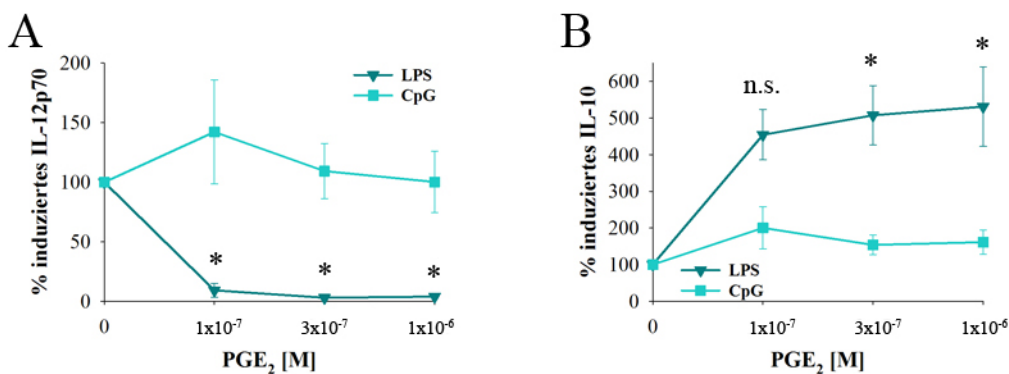 A
% induziertes IL-12p70
200
150
100
50
0
LPS
CpG
*
*
*
0
1x10⁻⁷
3x10⁻⁷
1x10⁻⁶
PGE₂ [M]
B
% induziertes IL-10
600
500
400
300
200
100
0
n.s.
*
*
LPS
CpG
0
1x10⁻⁷
3x10⁻⁷
1x10⁻⁶
PGE₂ [M]